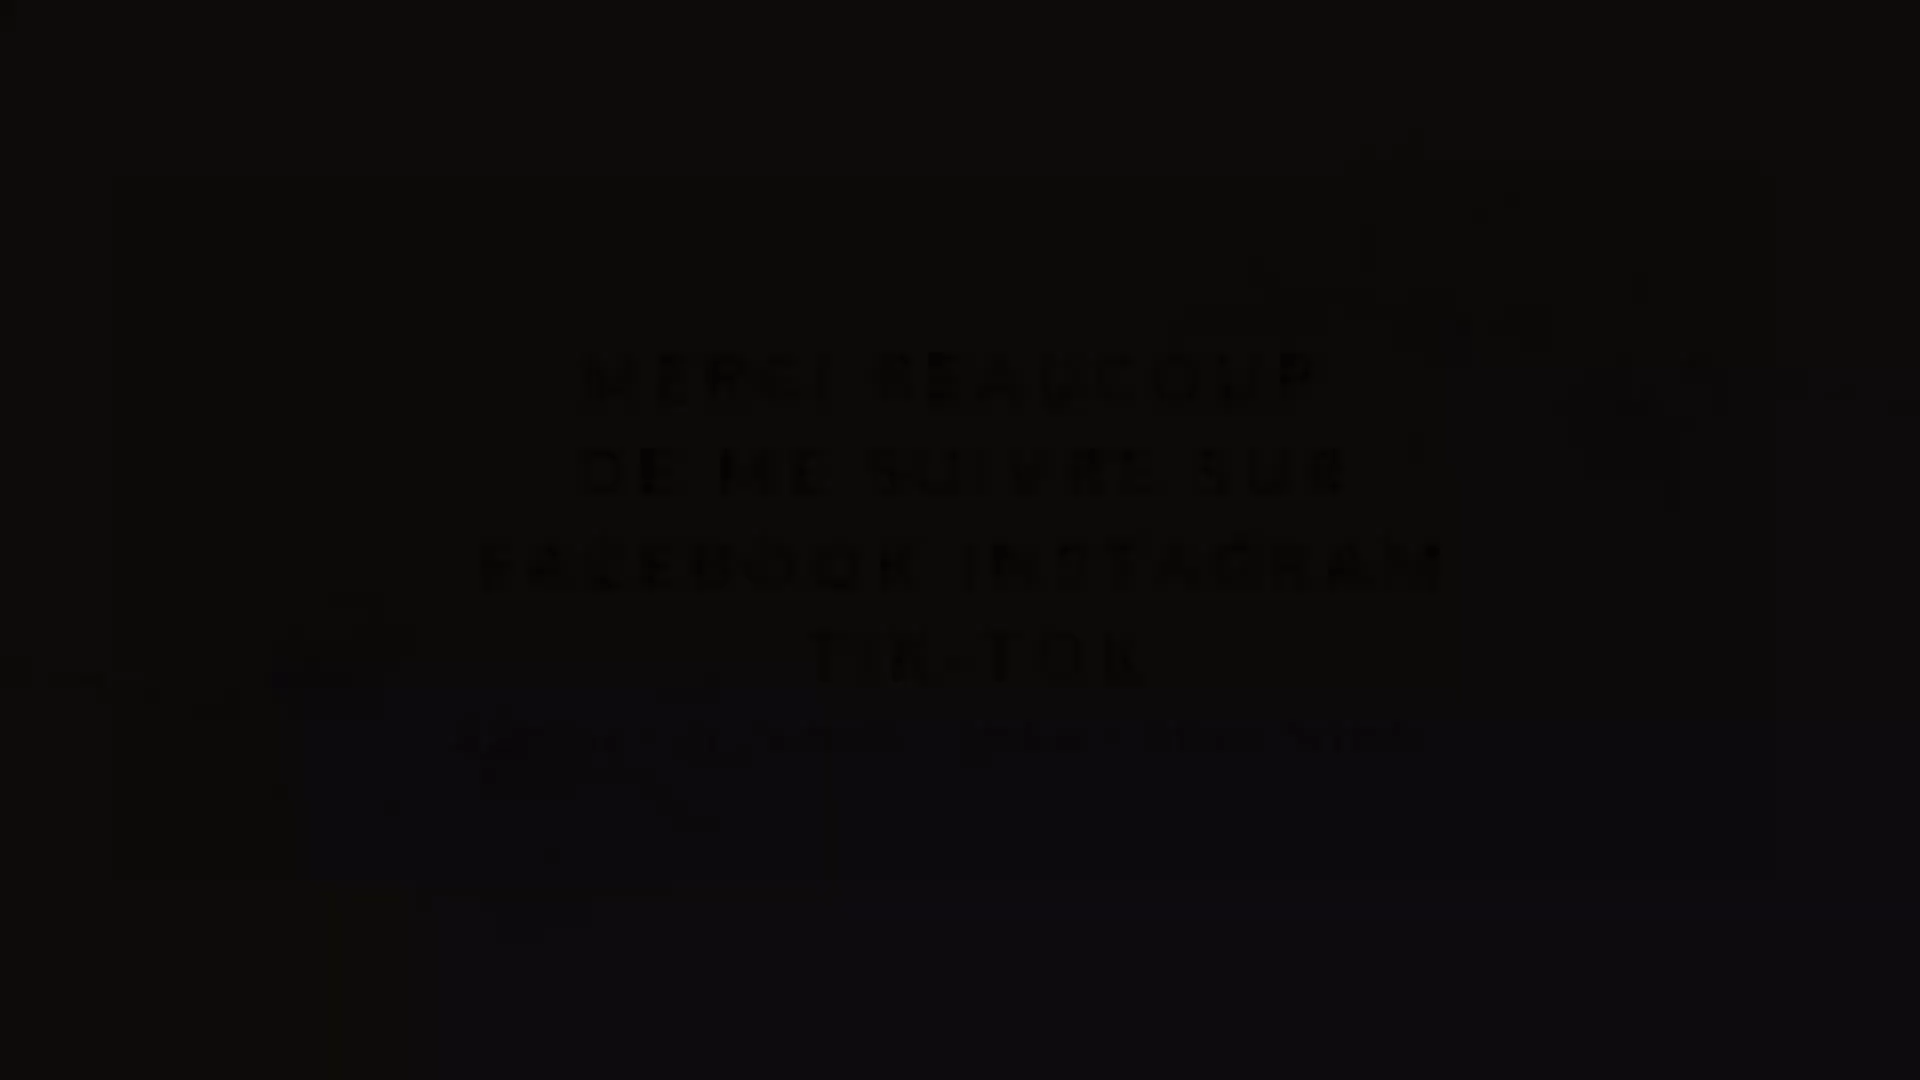 MERCI BEAUCOUP
DE ME SUIVRE SUR
FACEBOOK INSTAGRAM
TIK-TOK